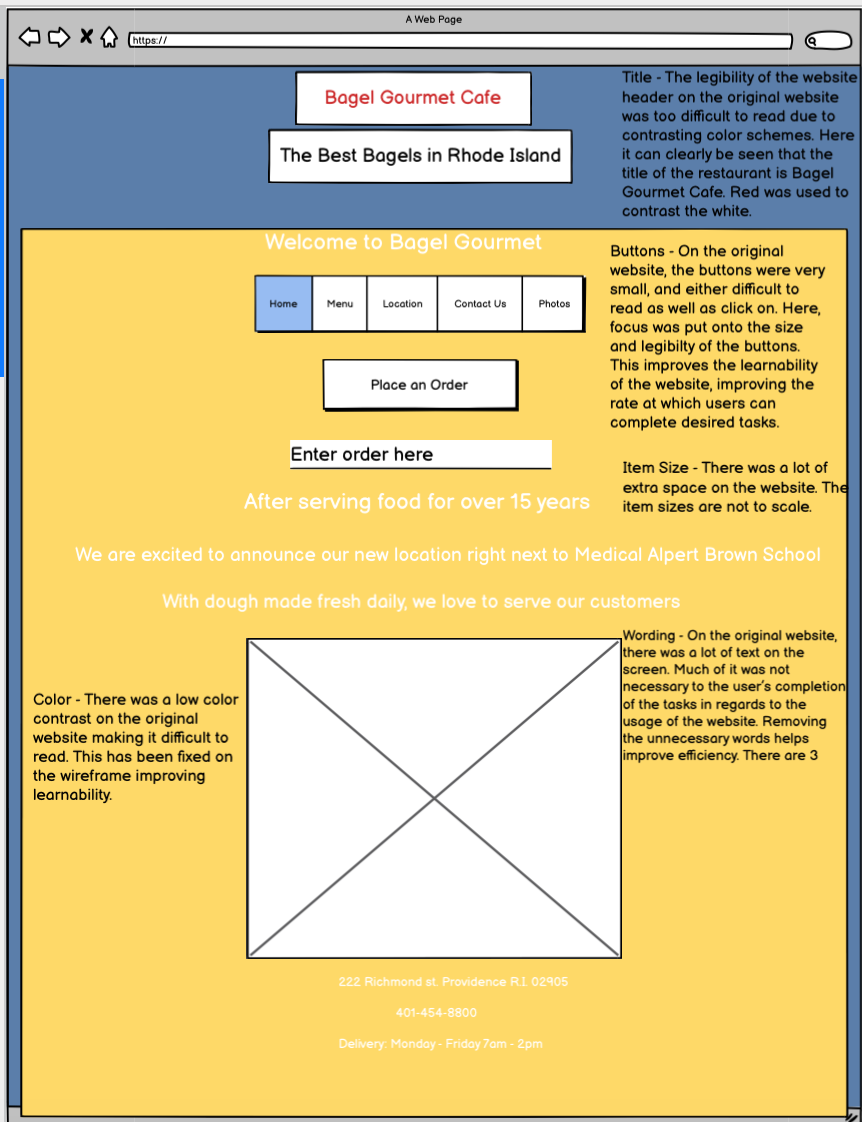 A Web Page
https://
Bagel Gourmet Cafe
The Best Bagels in Rhode Island
Title - The legibility of the website
header on the original website
was too difficult to read due to
contrasting color schemes. Here
it can clearly be seen that the
title of the restaurant is Bagel
Gourmet Cafe. Red was used to
contrast the white.
Welcome to Bagel Gourmet
Home Menu Location Contact Us Photos
Place an Order
Enter order here
Buttons - On the original
website, the buttons were very
small, and either difficult to
read as well as click on. Here,
focus was put onto the size
and legibilty of the buttons.
This improves the learnability
of the website, improving the
rate at which users can
complete desired tasks.
Item Size - There was a lot of
extra space on the website. The
item sizes are not to scale.
After serving food for over 15 years
We are excited to announce our new location right next to Medical Alpert Brown School
With dough made fresh daily, we love to serve our customers
Wording - On the original website,
there was a lot of text on the
screen. Much of it was not
necessary to the user's completion
of the tasks in regards to the
usage of the website. Removing
the unnecessary words helps
improve efficiency. There are 3
Color - There was a low color
contrast on the original
website making it difficult to
read. This has been fixed on
the wireframe improving
learnability.
222 Richmond st. Providence R.I. 02905
401-454-8800
Delivery: Monday - Friday 7am - 2pm